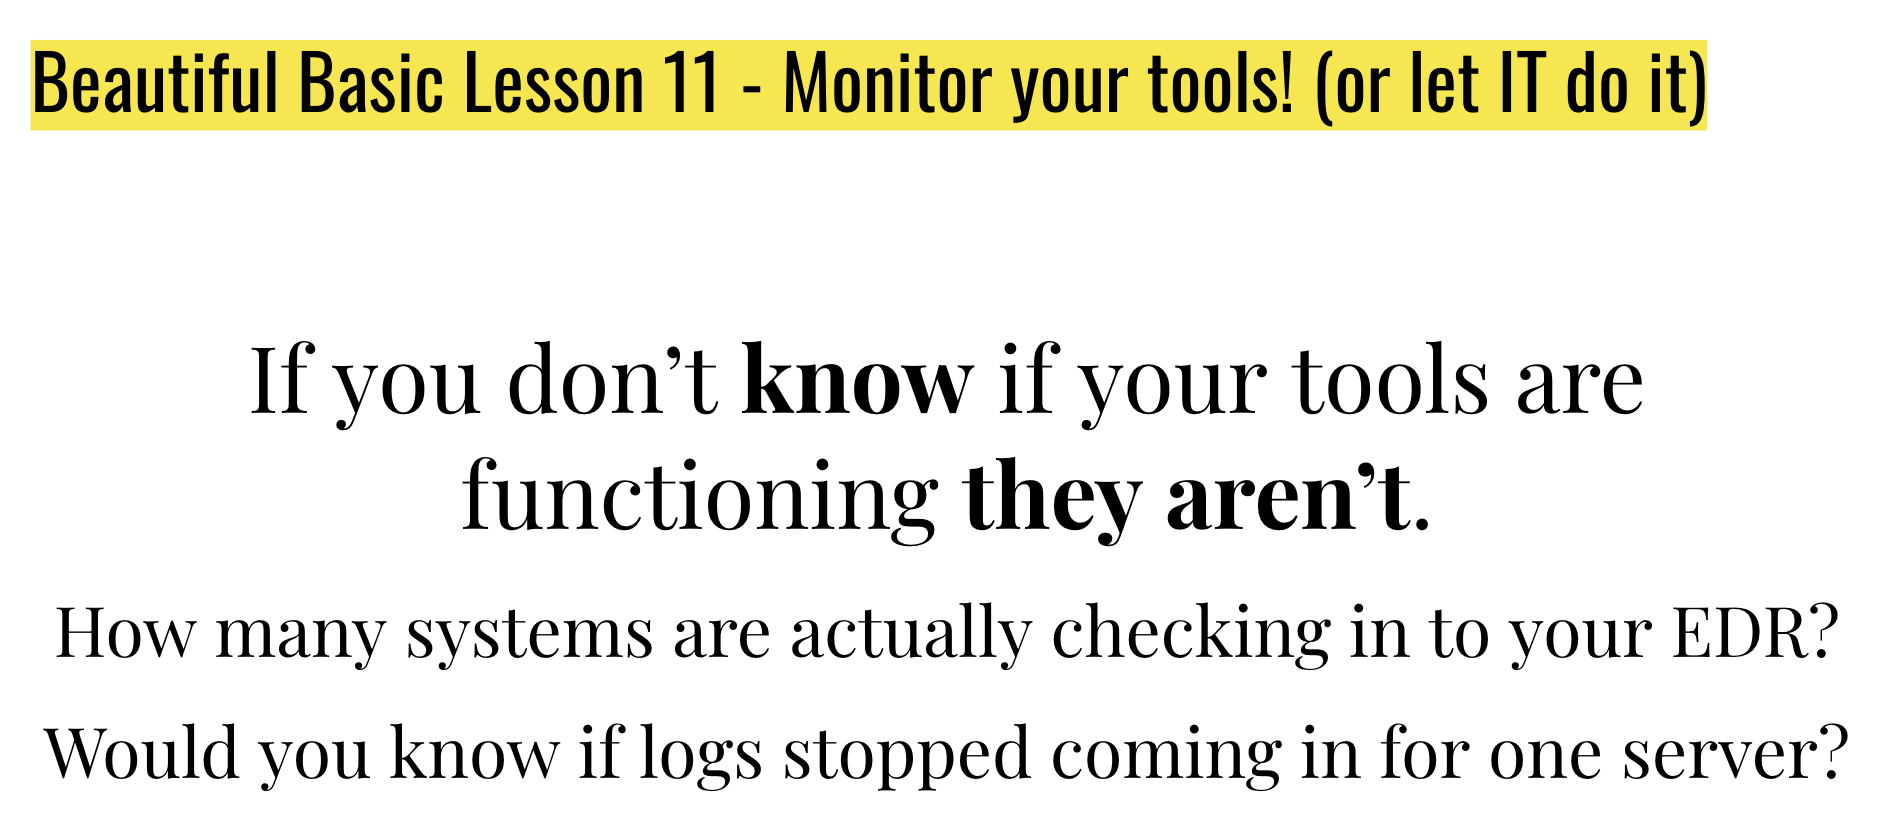 Beautiful Basic Lesson 11 - Monitor your tools! (or let IT do it)
If you don’t know if your tools are
functioning they aren’t.
How many systems are actually checking in to your EDR?
Would you know if logs stopped coming in for one server?